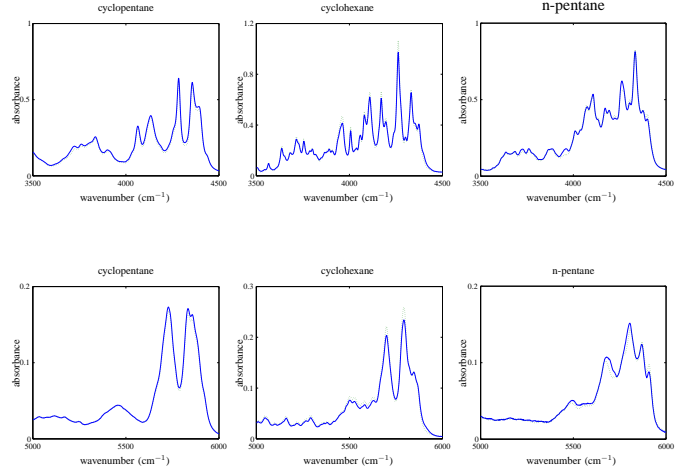 cyclopentane
cyclohexane
n-pentane
1
0.5
0
absorbance
3500
4000
4500
wavenumber (cm⁻¹)
1.2
0.8
0.4
0
absorbance
3500
4000
4500
wavenumber (cm⁻¹)
1
0.5
0
absorbance
3500
4000
4500
wavenumber (cm⁻¹)
cyclopentane
cyclohexane
n-pentane
0.2
0.1
0
absorbance
5000
5500
6000
wavenumber (cm⁻¹)
0.3
0.2
0.1
0
absorbance
5000
5500
6000
wavenumber (cm⁻¹)
0.2
0.1
0
absorbance
5000
5500
6000
wavenumber (cm⁻¹)